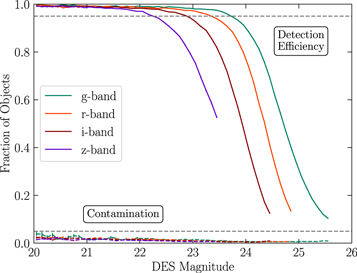 1.0
0.8
0.6
0.4
0.2
0.0
Fraction of Objects
Detection
Efficiency
g-band
r-band
i-band
z-band
Contamination
20 21 22 23 24 25 26
DES Magnitude